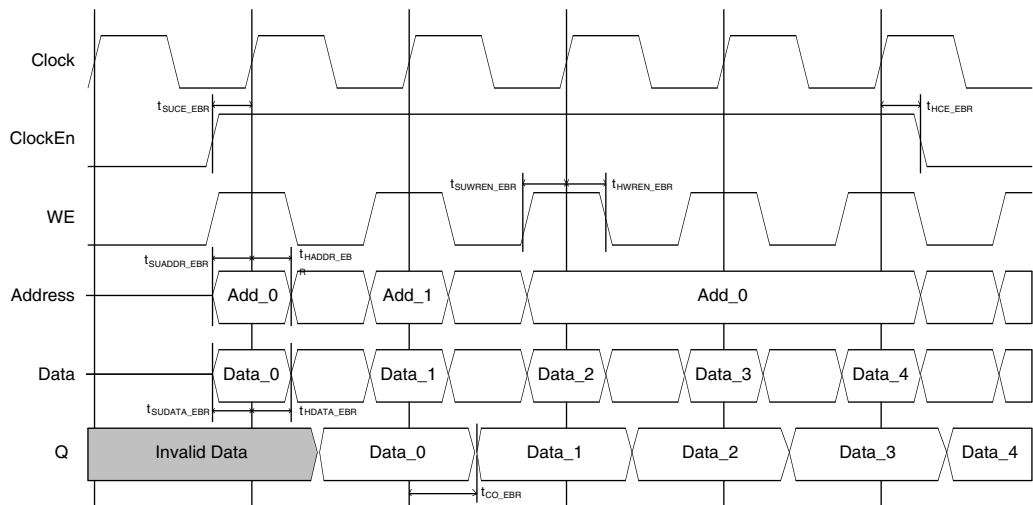 Clock
tSUCE_EBR
tHCE_EBR
ClockEn
tSUWREN_EBR
tHWREN_EBR
WE
tSUADDR_EBR
tHADDR_EB
R
Address
Add_0
Add_1
Add_0
Data
Data_0
Data_1
Data_2
Data_3
Data_4
tSUDATA_EBR
tHDATA_EBR
Q
Invalid Data
Data_0
Data_1
Data_2
Data_3
Data_4
tCO_EBR